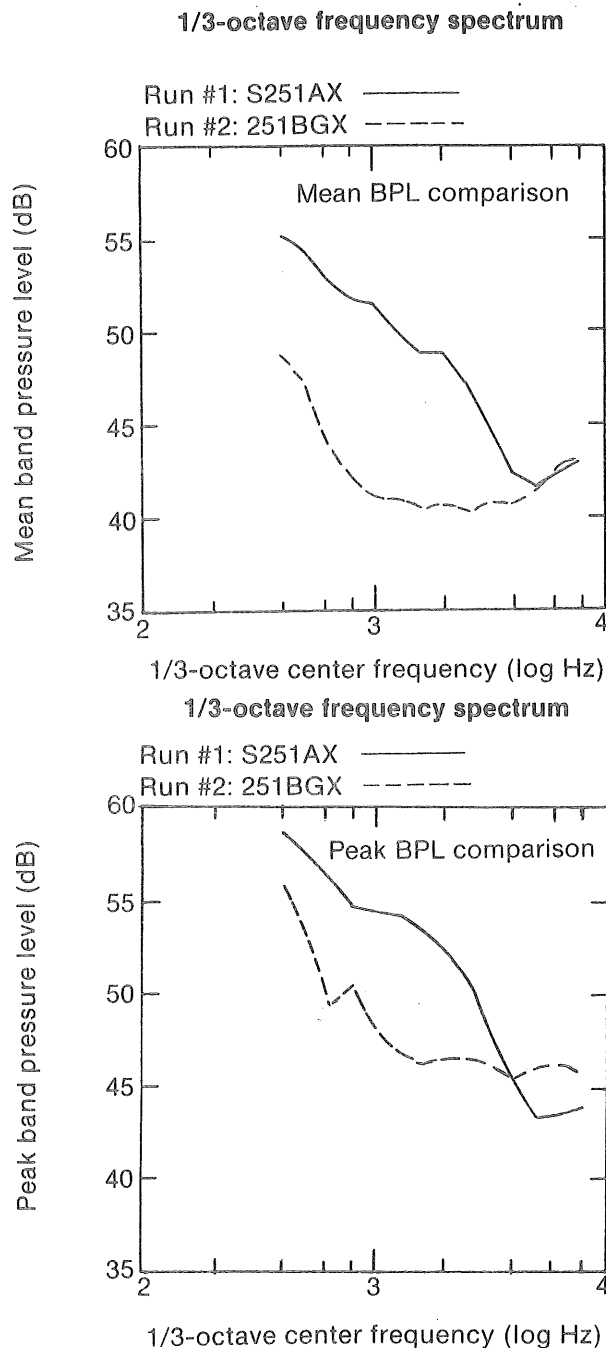 1/3-octave frequency spectrum
Run #1: S251AX
Run #2: 251BGX
Mean BPL comparison
Mean band pressure level (dB)
60
55
50
45
40
35
2
3
4
1/3-octave center frequency (log Hz)
1/3-octave frequency spectrum
Run #1: S251AX
Run #2: 251BGX
Peak BPL comparison
Peak band pressure level (dB)
60
55
50
45
40
35
2
3
4
1/3-octave center frequency (log Hz)